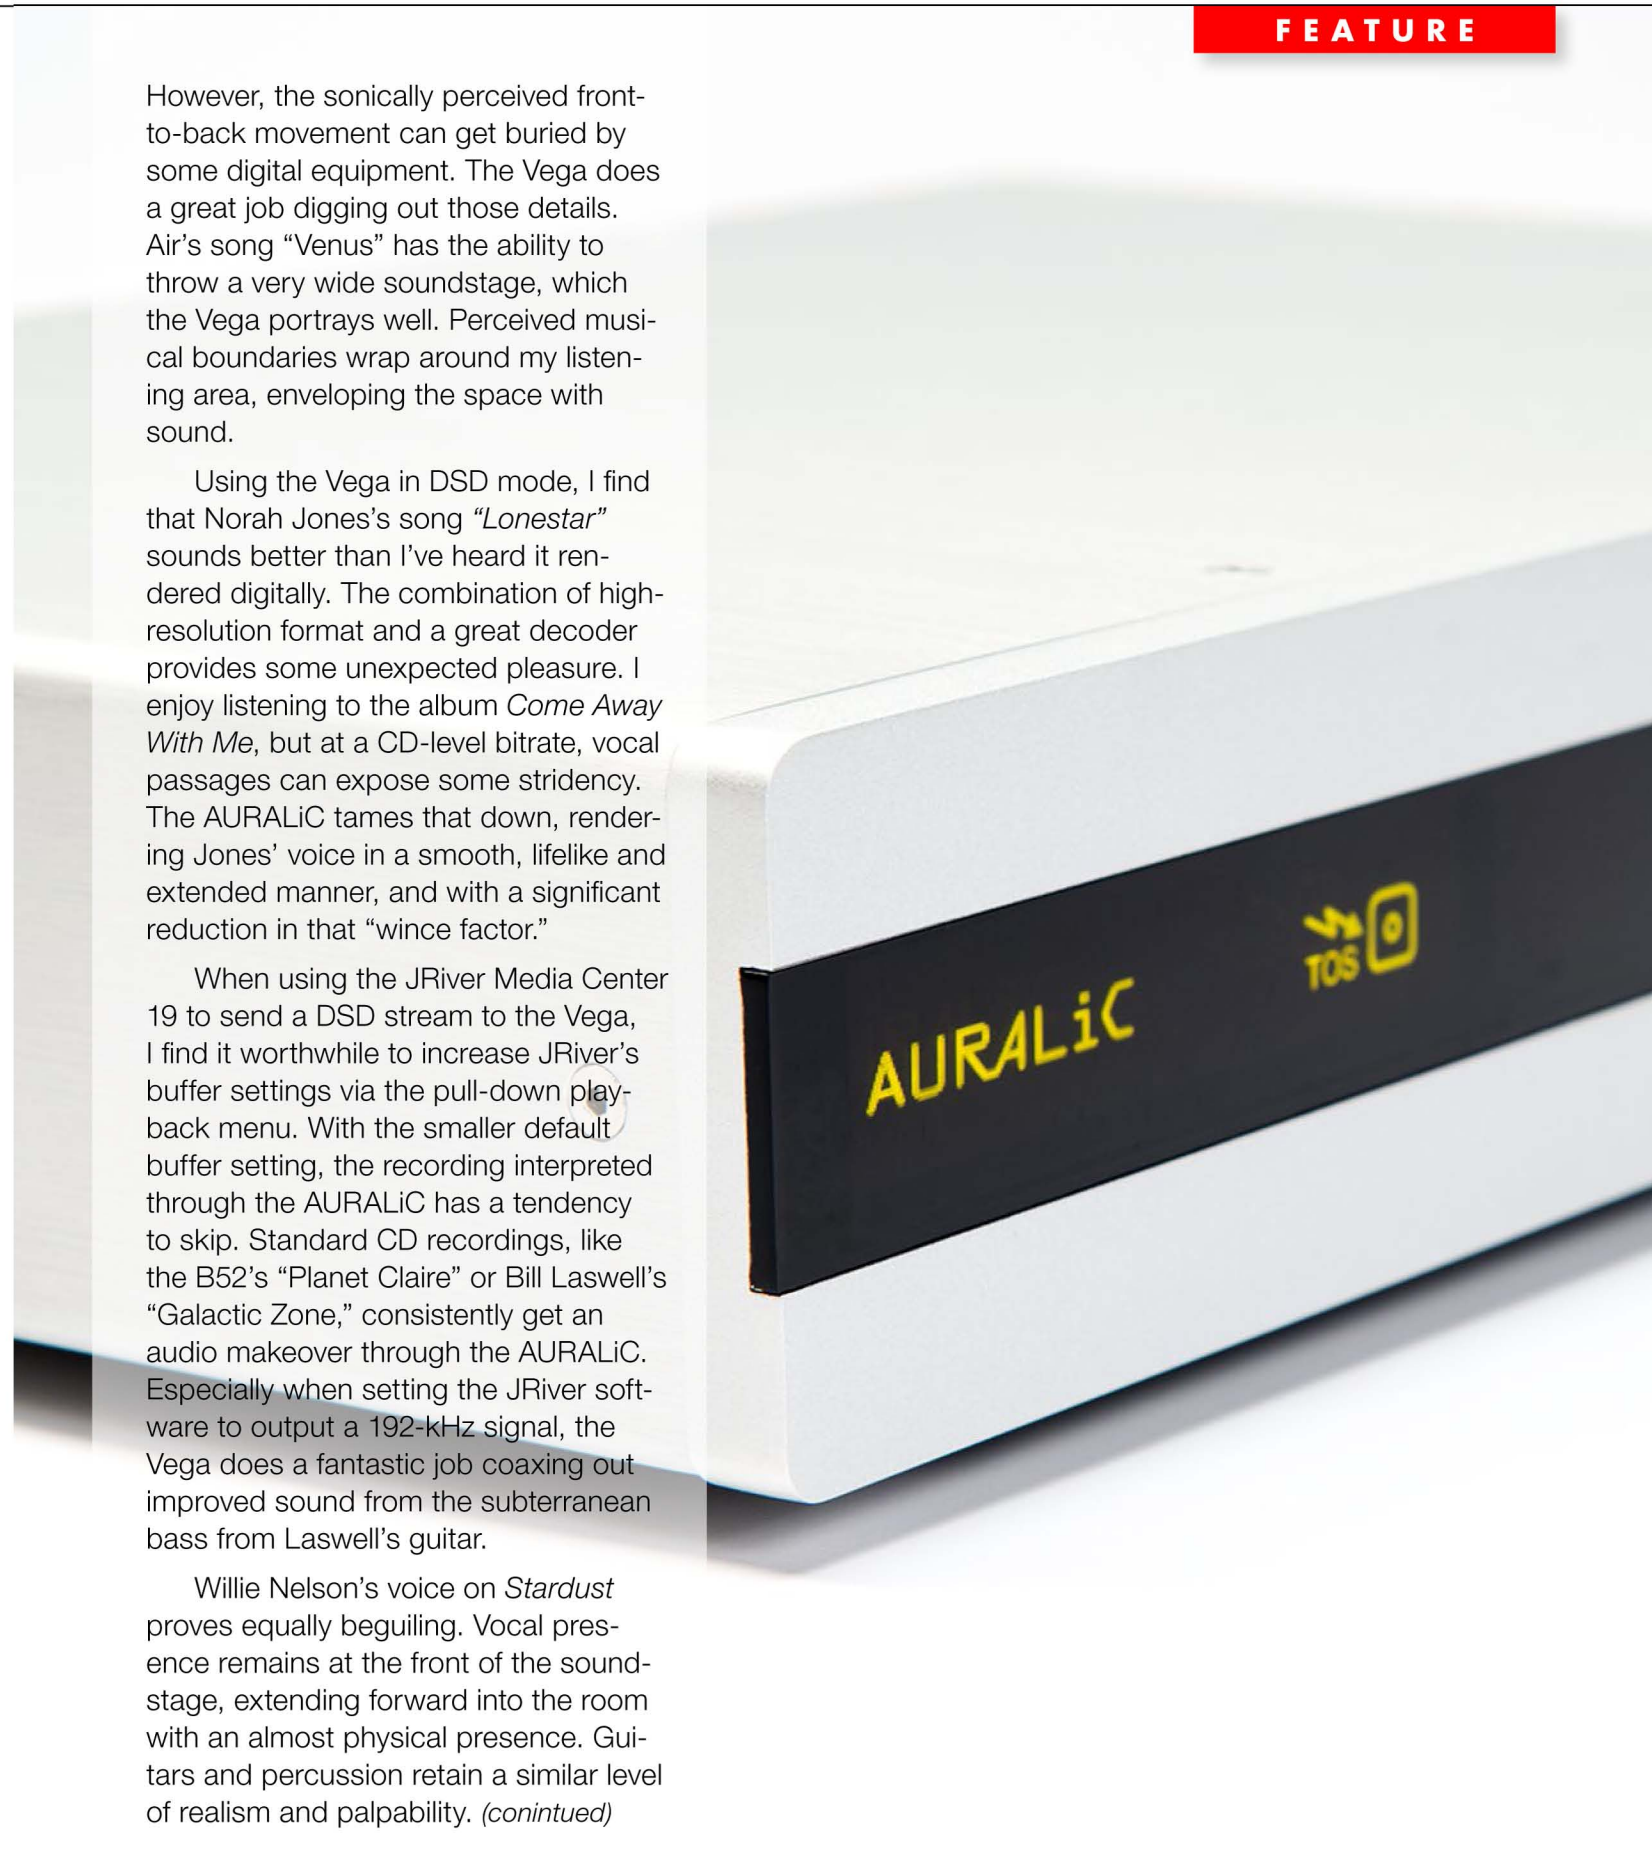 FEATURE
However, the sonically perceived front-
to-back movement can get buried by
some digital equipment. The Vega does
a great job digging out those details.
Air’s song “Venus” has the ability to
throw a very wide soundstage, which
the Vega portrays well. Perceived musi-
cal boundaries wrap around my listen-
ing area, enveloping the space with
sound.
Using the Vega in DSD mode, I find
that Norah Jones’s song “Lonestar”
sounds better than I’ve heard it ren-
dered digitally. The combination of high-
resolution format and a great decoder
provides some unexpected pleasure. I
enjoy listening to the album Come Away
With Me, but at a CD-level bitrate, vocal
passages can expose some stridency.
The AURALiC tames that down, render-
ing Jones’ voice in a smooth, lifelike and
extended manner, and with a significant
reduction in that “wince factor.”
When using the JRiver Media Center
19 to send a DSD stream to the Vega,
I find it worthwhile to increase JRiver’s
buffer settings via the pull-down play-
back menu. With the smaller default
buffer setting, the recording interpreted
through the AURALiC has a tendency
to skip. Standard CD recordings, like
the B52’s “Planet Claire” or Bill Laswell’s
“Galactic Zone,” consistently get an
audio makeover through the AURALiC.
Especially when setting the JRiver soft-
ware to output a 192-kHz signal, the
Vega does a fantastic job coaxing out
improved sound from the subterranean
bass from Laswell’s guitar.
Willie Nelson’s voice on Stardust
proves equally beguiling. Vocal pres-
ence remains at the front of the sound-
stage, extending forward into the room
with an almost physical presence. Gui-
tars and percussion retain a similar level
of realism and palpability. (conintued)
AURALiC
TOS